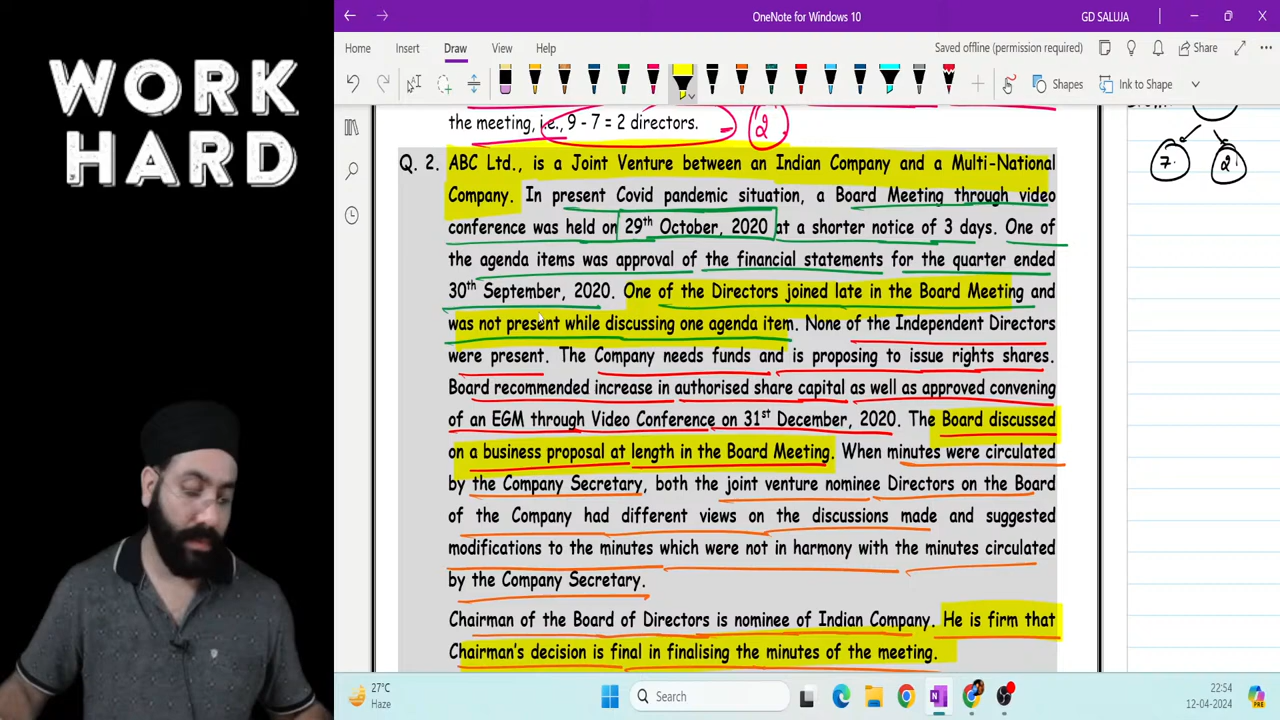 WORK
HARD
OneNote for Windows 10
GD SALUJA
Home Insert Draw View Help
Saved offline (permission required)
Share
Shapes
Ink to Shape
the meeting, i.e., 9 - 7 = 2 directors.
2
7
2
Q. 2. ABC Ltd., is a Joint Venture between an Indian Company and a Multi-National
Company. In present Covid pandemic situation, a Board Meeting through video
conference was held on 29th October, 2020 at a shorter notice of 3 days. One of
the agenda items was approval of the financial statements for the quarter ended
30th September, 2020. One of the Directors joined late in the Board Meeting and
was not present while discussing one agenda item. None of the Independent Directors
were present. The Company needs funds and is proposing to issue rights shares.
Board recommended increase in authorised share capital as well as approved convening
of an EGM through Video Conference on 31st December, 2020. The Board discussed
on a business proposal at length in the Board Meeting. When minutes were circulated
by the Company Secretary, both the joint venture nominee Directors on the Board
of the Company had different views on the discussions made and suggested
modifications to the minutes which were not in harmony with the minutes circulated
by the Company Secretary.
Chairman of the Board of Directors is nominee of Indian Company. He is firm that
Chairman's decision is final in finalising the minutes of the meeting.
27°C
Haze
Search
22:54
12-04-2024